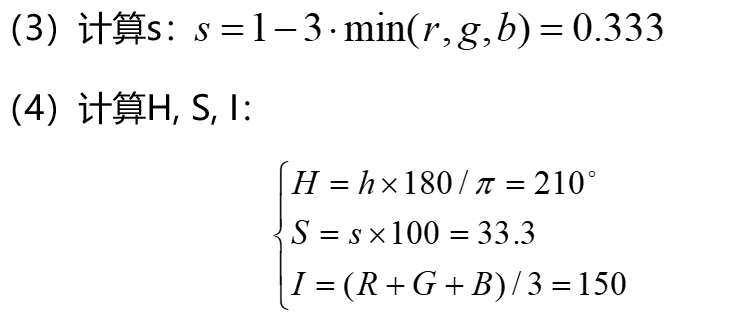 (3) 计算s：s = 1 − 3 · min(r, g, b) = 0.333
(4) 计算H, S, I：
H = h × 180 / π = 210°
S = s × 100 = 33.3
I = (R + G + B) / 3 = 150